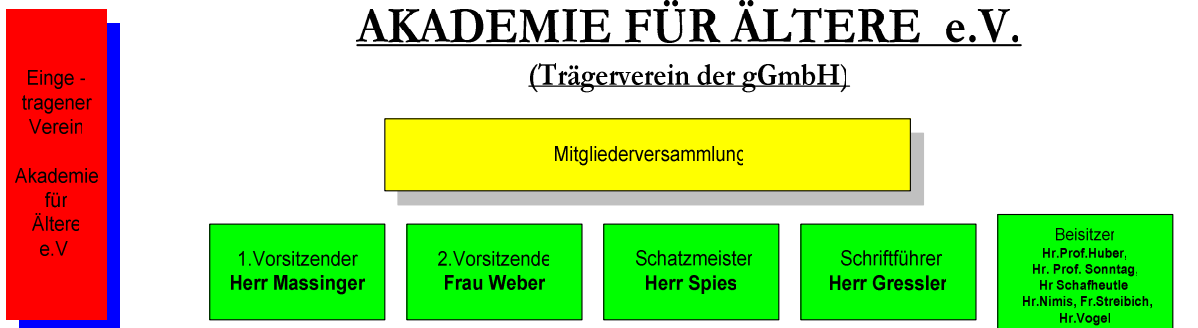 AKADEMIE FÜR ÄLTERE e.V.
(Trägerverein der gGmbH)
Einge -
tragener
Verein
Akademie
für
Ältere
e.V
Mitgliederversammlung
1.Vorsitzender
Herr Massinger
2.Vorsitzende
Frau Weber
Schatzmeister
Herr Spies
Schriftführer
Herr Gressler
Beisitzer
Hr.Prof.Huber,
Hr. Prof. Sonntag,
Hr Schafheutle
Hr.Nimis, Fr.Streibich,
Hr.Vogel